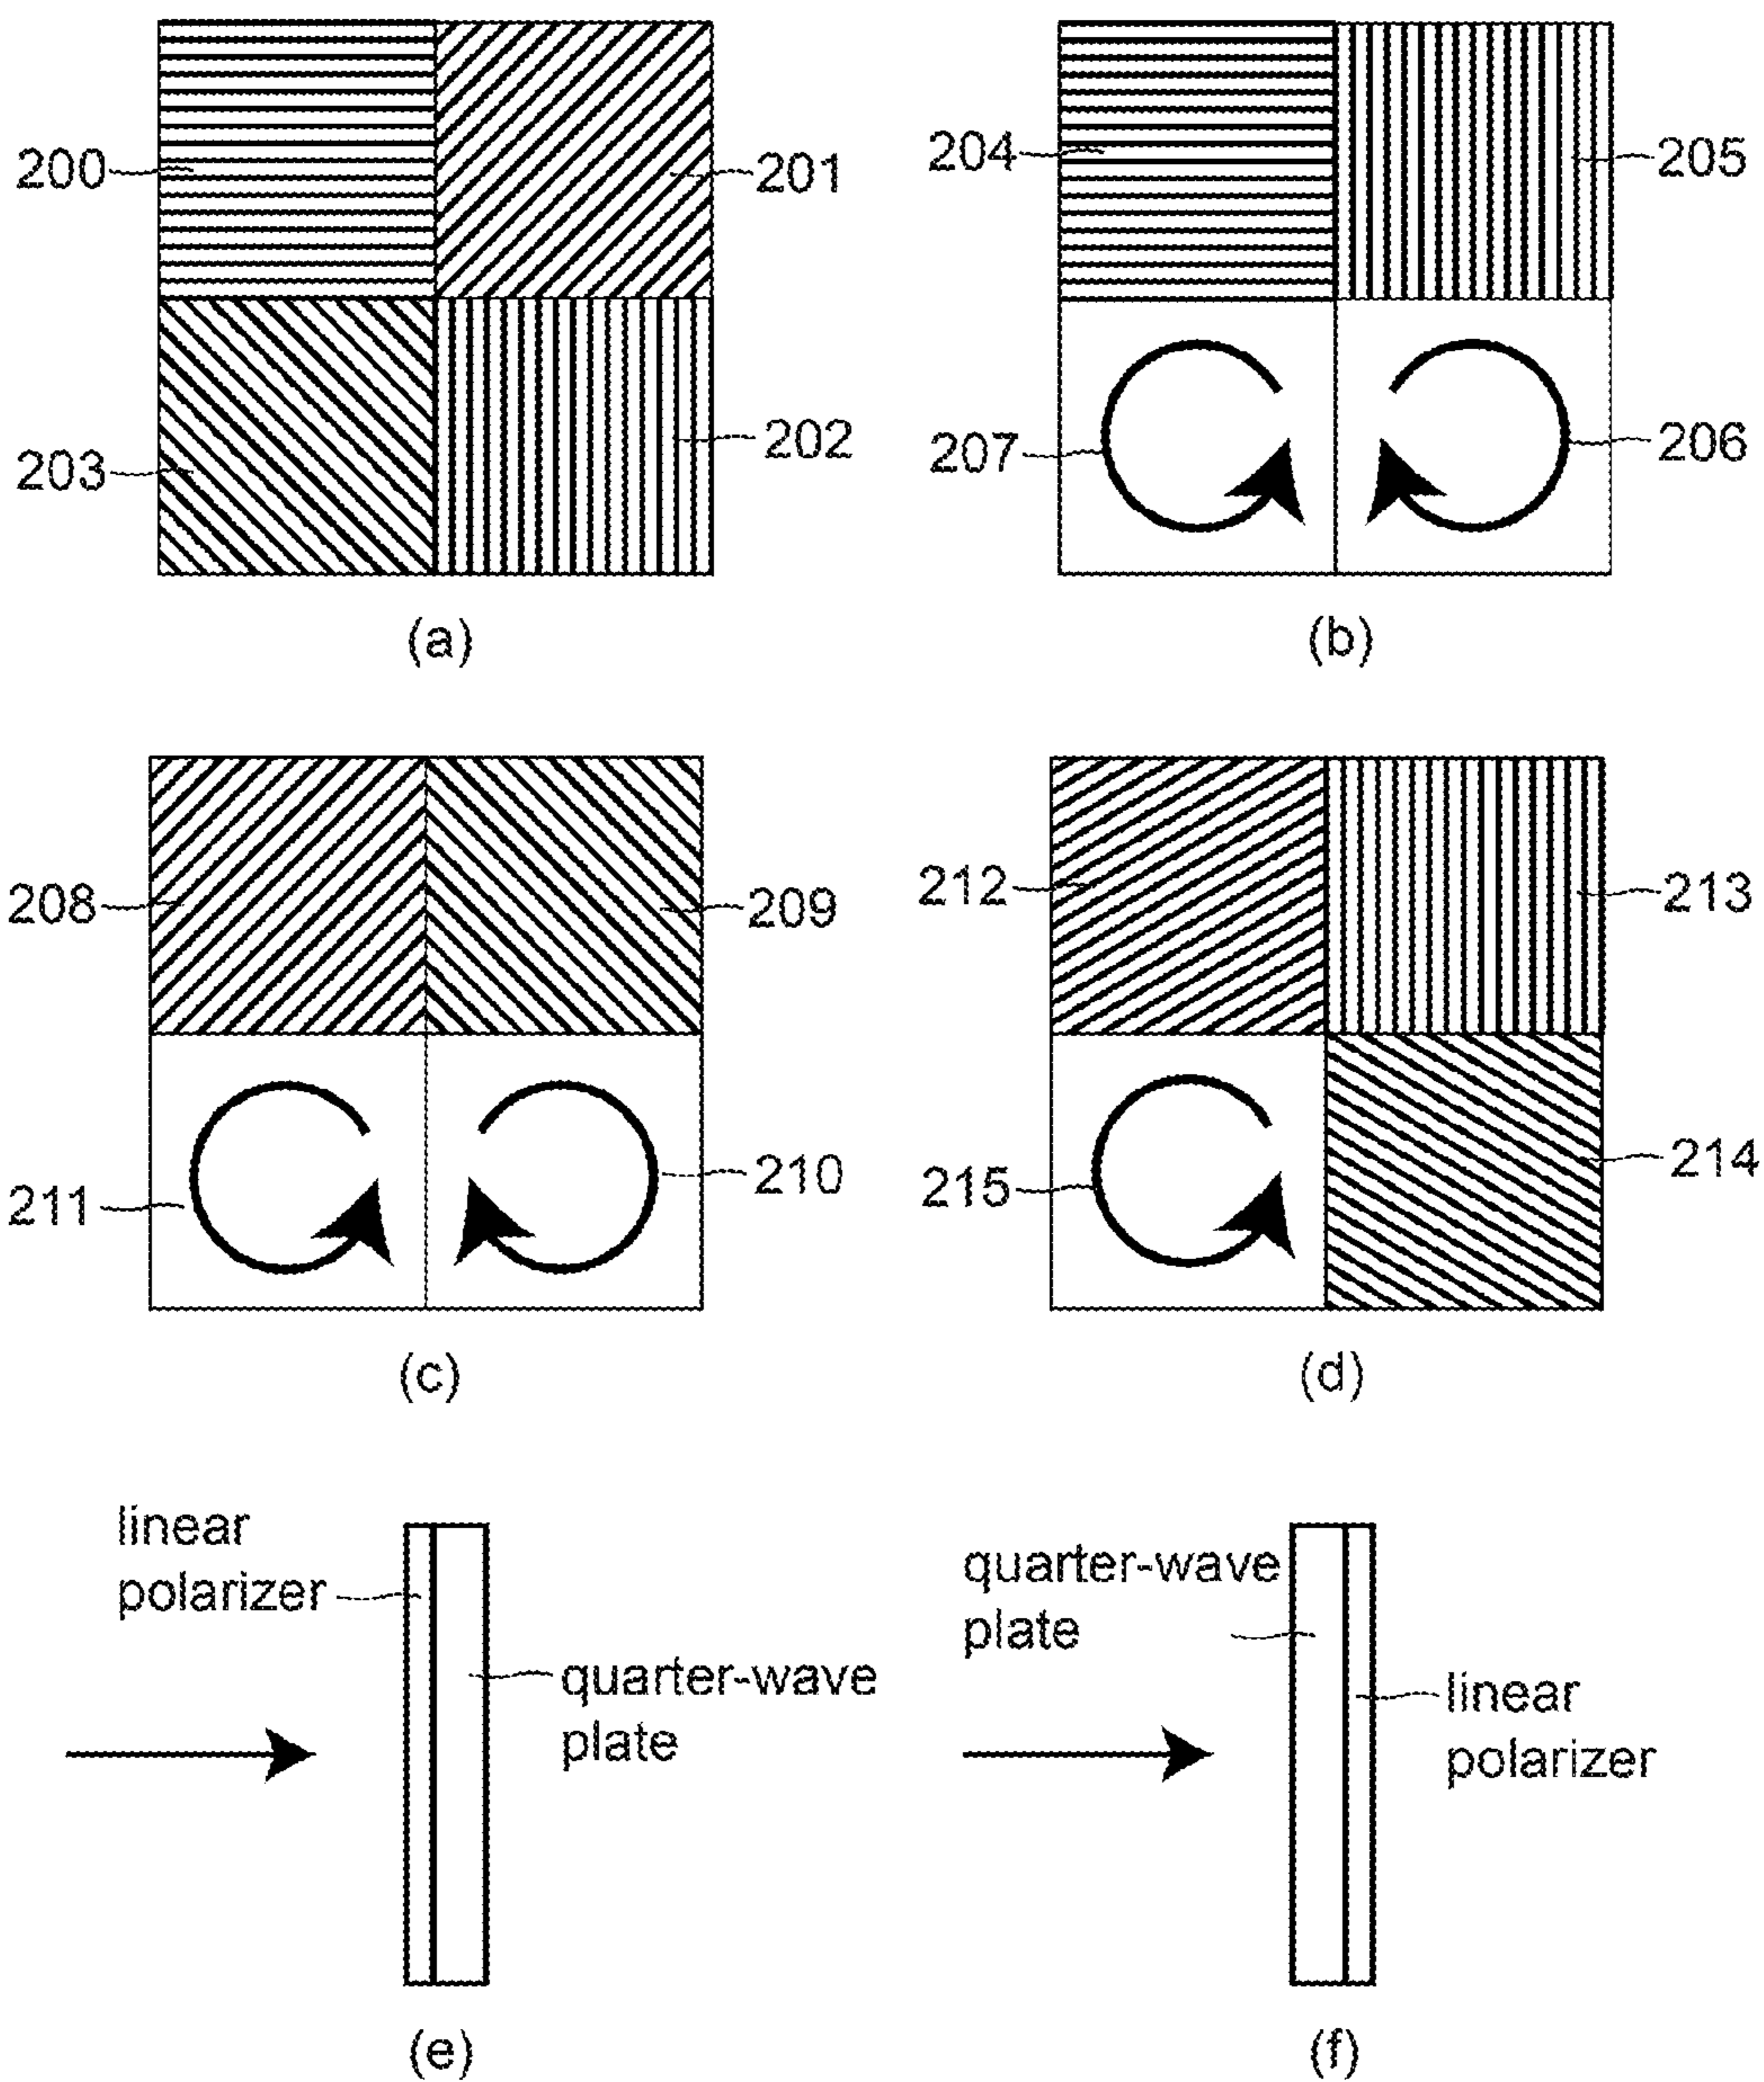 200
201
203
202
(a)
204
205
207
206
(b)
208
209
211
210
(c)
212
213
215
214
(d)
linear
polarizer
quarter-wave
plate
(e)
quarter-wave
plate
linear
polarizer
(f)